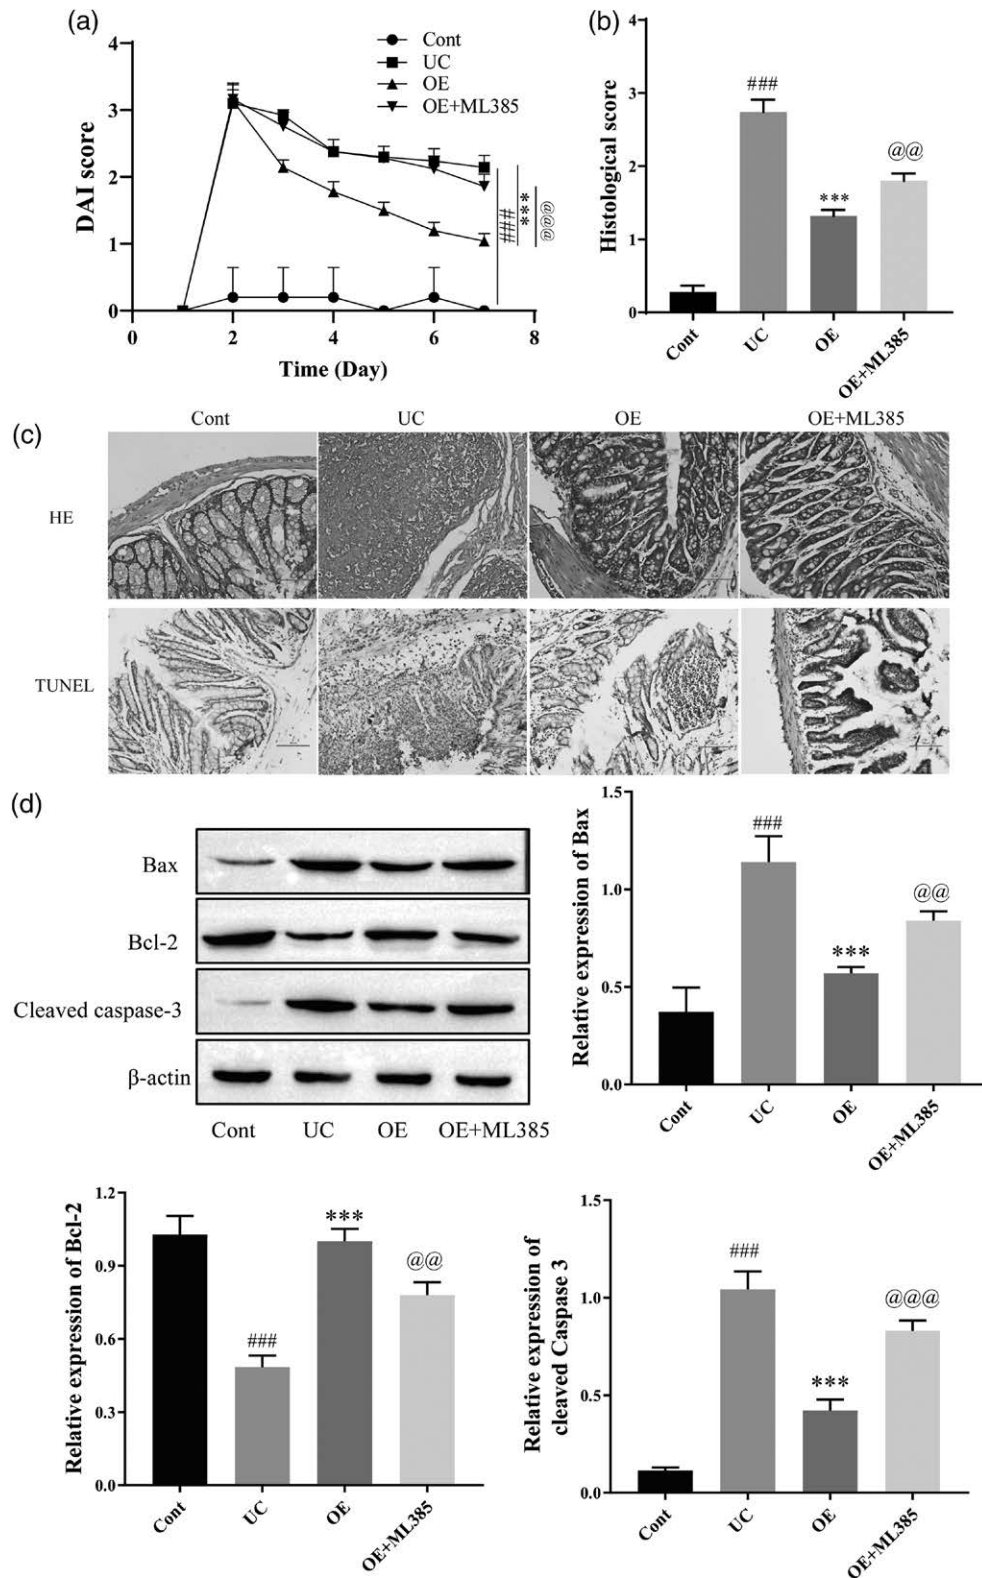 (a)
Cont
UC
OE
OE+ML385
DAI score
4
3
2
1
0
0 2 4 6 8
Time (Day)
###
***
@@@
(b)
Histological score
4
3
2
1
0
###
***
@@
Cont UC OE OE+ML385
(c)
Cont UC OE OE+ML385
HE
TUNEL
(d)
Bax
Bcl-2
Cleaved caspase-3
β-actin
Cont UC OE OE+ML385
Relative expression of Bax
1.5
1.0
0.5
0.0
###
***
@@
Cont UC OE OE+ML385
Relative expression of Bcl-2
1.2
0.9
0.6
0.3
0.0
###
***
@@
Cont UC OE OE+ML385
Relative expression of
cleaved Caspase 3
1.5
1.0
0.5
0.0
###
***
@@@
Cont UC OE OE+ML385